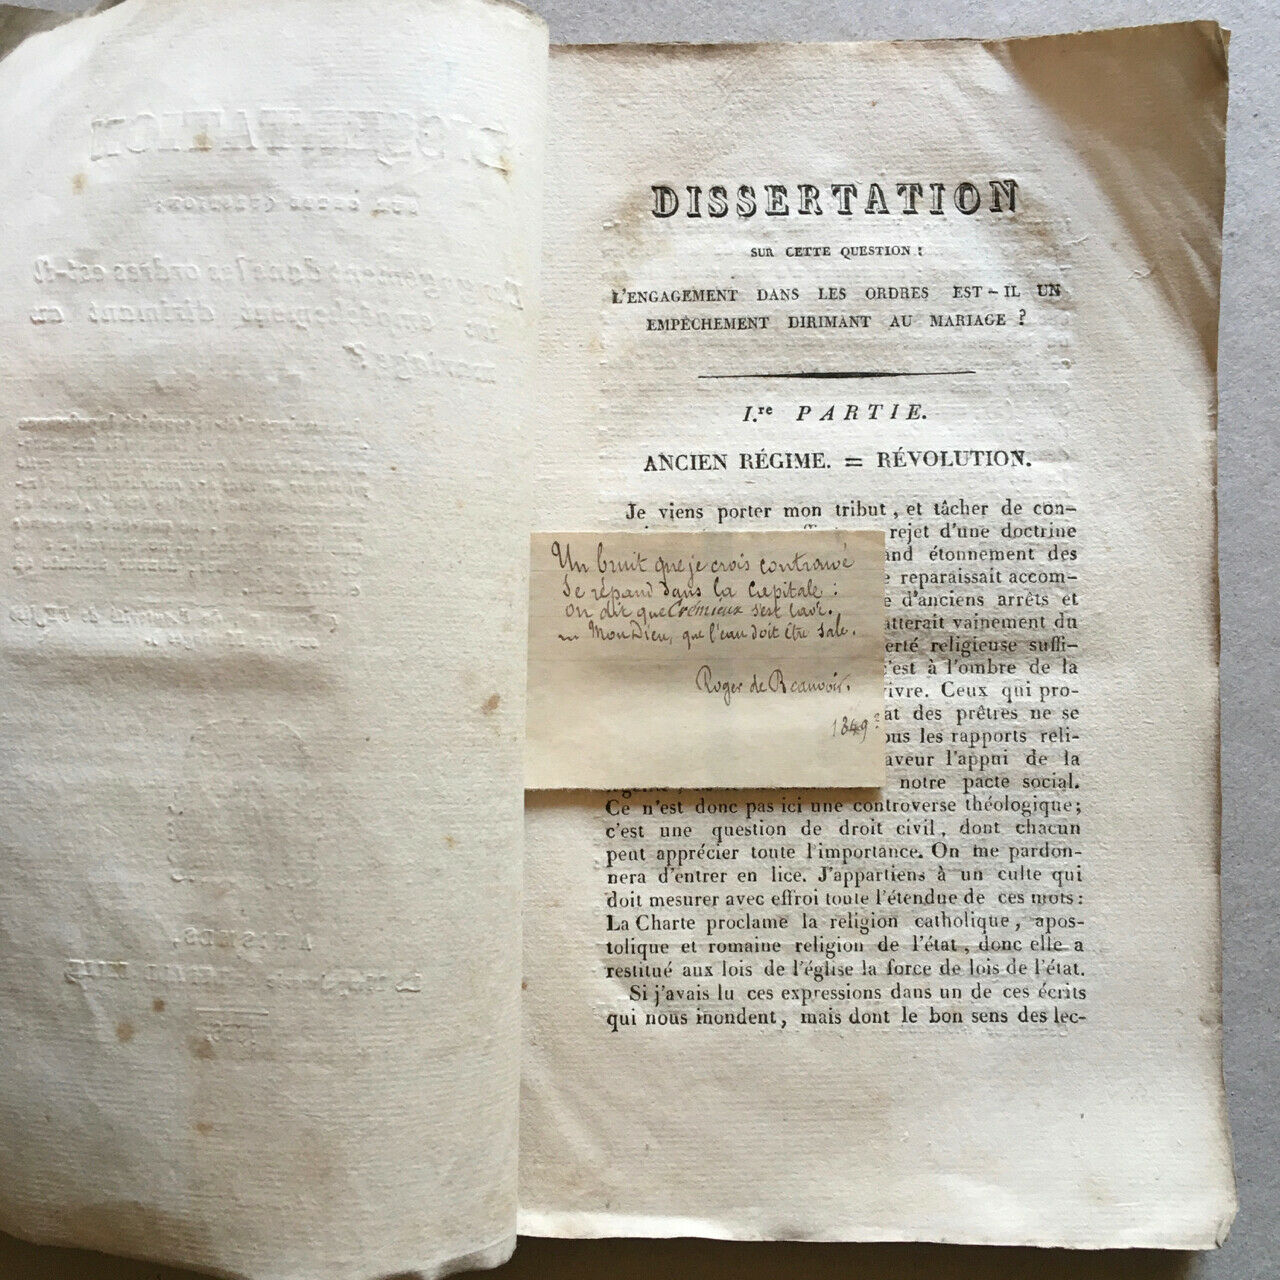 DISSERTATION
SUR CETTE QUESTION :
L'ENGAGEMENT DANS LES ORDRES EST-IL UN
EMPÊCHEMENT DIRIMANT AU MARIAGE ?
I.re PARTIE.
ANCIEN RÉGIME. = RÉVOLUTION.
Je viens porter mon tribut, et tâcher de con-
rejet d'une doctrine
and étonnement des
e reparaissait accom-
e d'anciens arrêts et
atterait vainement du
erté religieuse suffi-
c'est à l'ombre de la
ivre. Ceux qui pro-
at des prêtres ne se
ous les rapports reli-
aveur l'appui de la
notre pacte social.
Ce n'est donc pas ici une controverse théologique;
c'est une question de droit civil, dont chacun
peut apprécier toute l'importance. On me pardon-
nera d'entrer en lice. J'appartiens à un culte qui
doit mesurer avec effroi toute l'étendue de ces mots:
La Charte proclame la religion catholique, apos-
tolique et romaine religion de l'état, donc elle a
restitué aux lois de l'église la force de lois de l'état.
Si j'avais lu ces expressions dans un de ces écrits
qui nous inondent, mais dont le bon sens des lec-
Un bruit que je crois controuvé
Se répand dans la Capitale :
On dit que Crémieux s'est lavé.
Mon Dieu, que l'eau doit être sale.
Roger de Beauvoir.
1849?